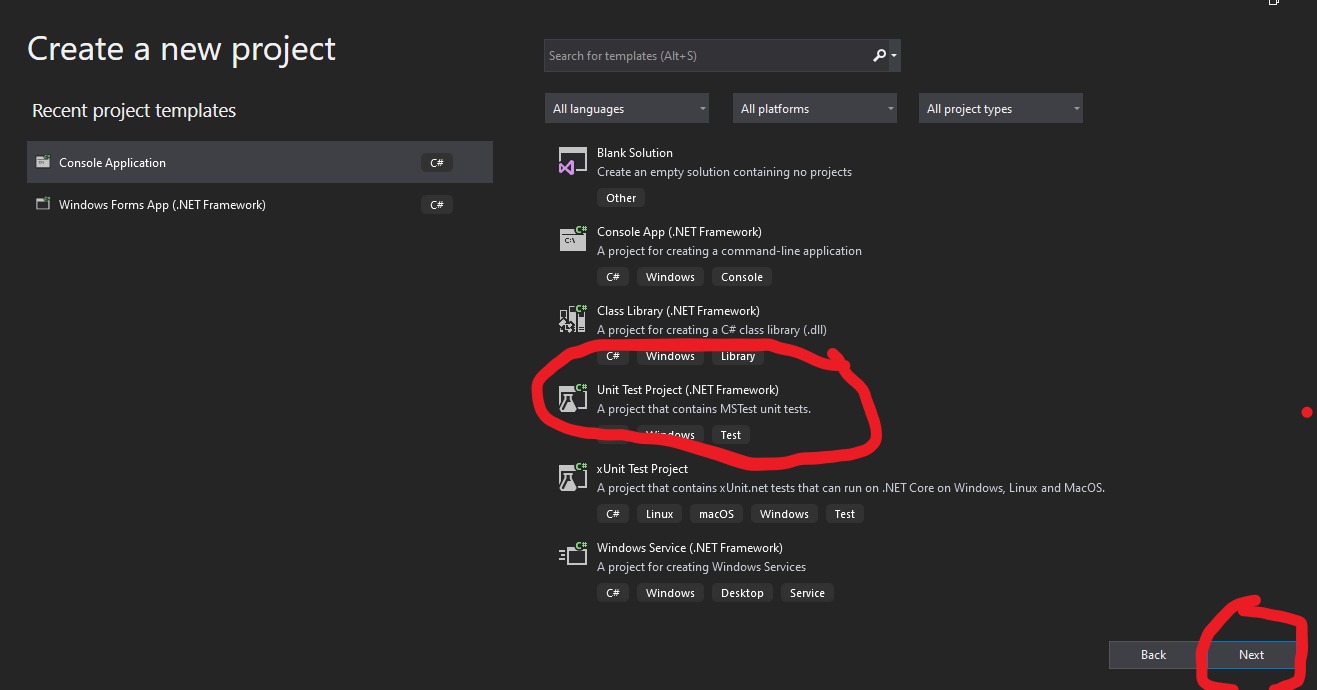 Create a new project
Search for templates (Alt+S)
Recent project templates
All languages
All platforms
All project types
Console Application
C#
Windows Forms App (.NET Framework)
C#
Blank Solution
Create an empty solution containing no projects
Other
C#
C:\
Console App (.NET Framework)
A project for creating a command-line application
C# Windows Console
C#
Class Library (.NET Framework)
A project for creating a C# class library (.dll)
C# Windows Library
C#
Unit Test Project (.NET Framework)
A project that contains MSTest unit tests.
Windows Test
C#
xUnit Test Project
A project that contains xUnit.net tests that can run on .NET Core on Windows, Linux and MacOS.
C# Linux macOS Windows Test
C#
Windows Service (.NET Framework)
A project for creating Windows Services
C# Windows Desktop Service
Back
Next